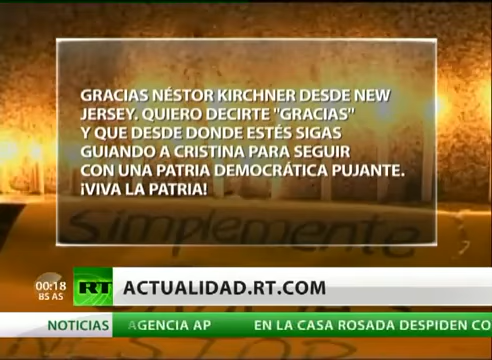 GRACIAS NÉSTOR KIRCHNER DESDE NEW
JERSEY. QUIERO DECIRTE "GRACIAS"
Y QUE DESDE DONDE ESTÉS SIGAS
GUIANDO A CRISTINA PARA SEGUIR
CON UNA PATRIA DEMOCRÁTICA PUJANTE.
¡VIVA LA PATRIA!
Simplemente
GRACIAS
NESTOR
00:18
BS AS
RT
ACTUALIDAD.RT.COM
NOTICIAS
AGENCIA AP EN LA CASA ROSADA DESPIDEN CO